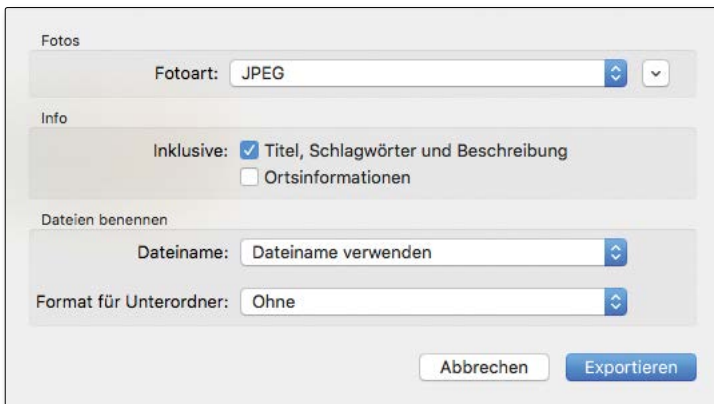 Fotos
Fotoart: JPEG
Info
Inklusive: Titel, Schlagwörter und Beschreibung
Ortsinformationen
Dateien benennen
Dateiname: Dateiname verwenden
Format für Unterordner: Ohne
Abbrechen Exportieren